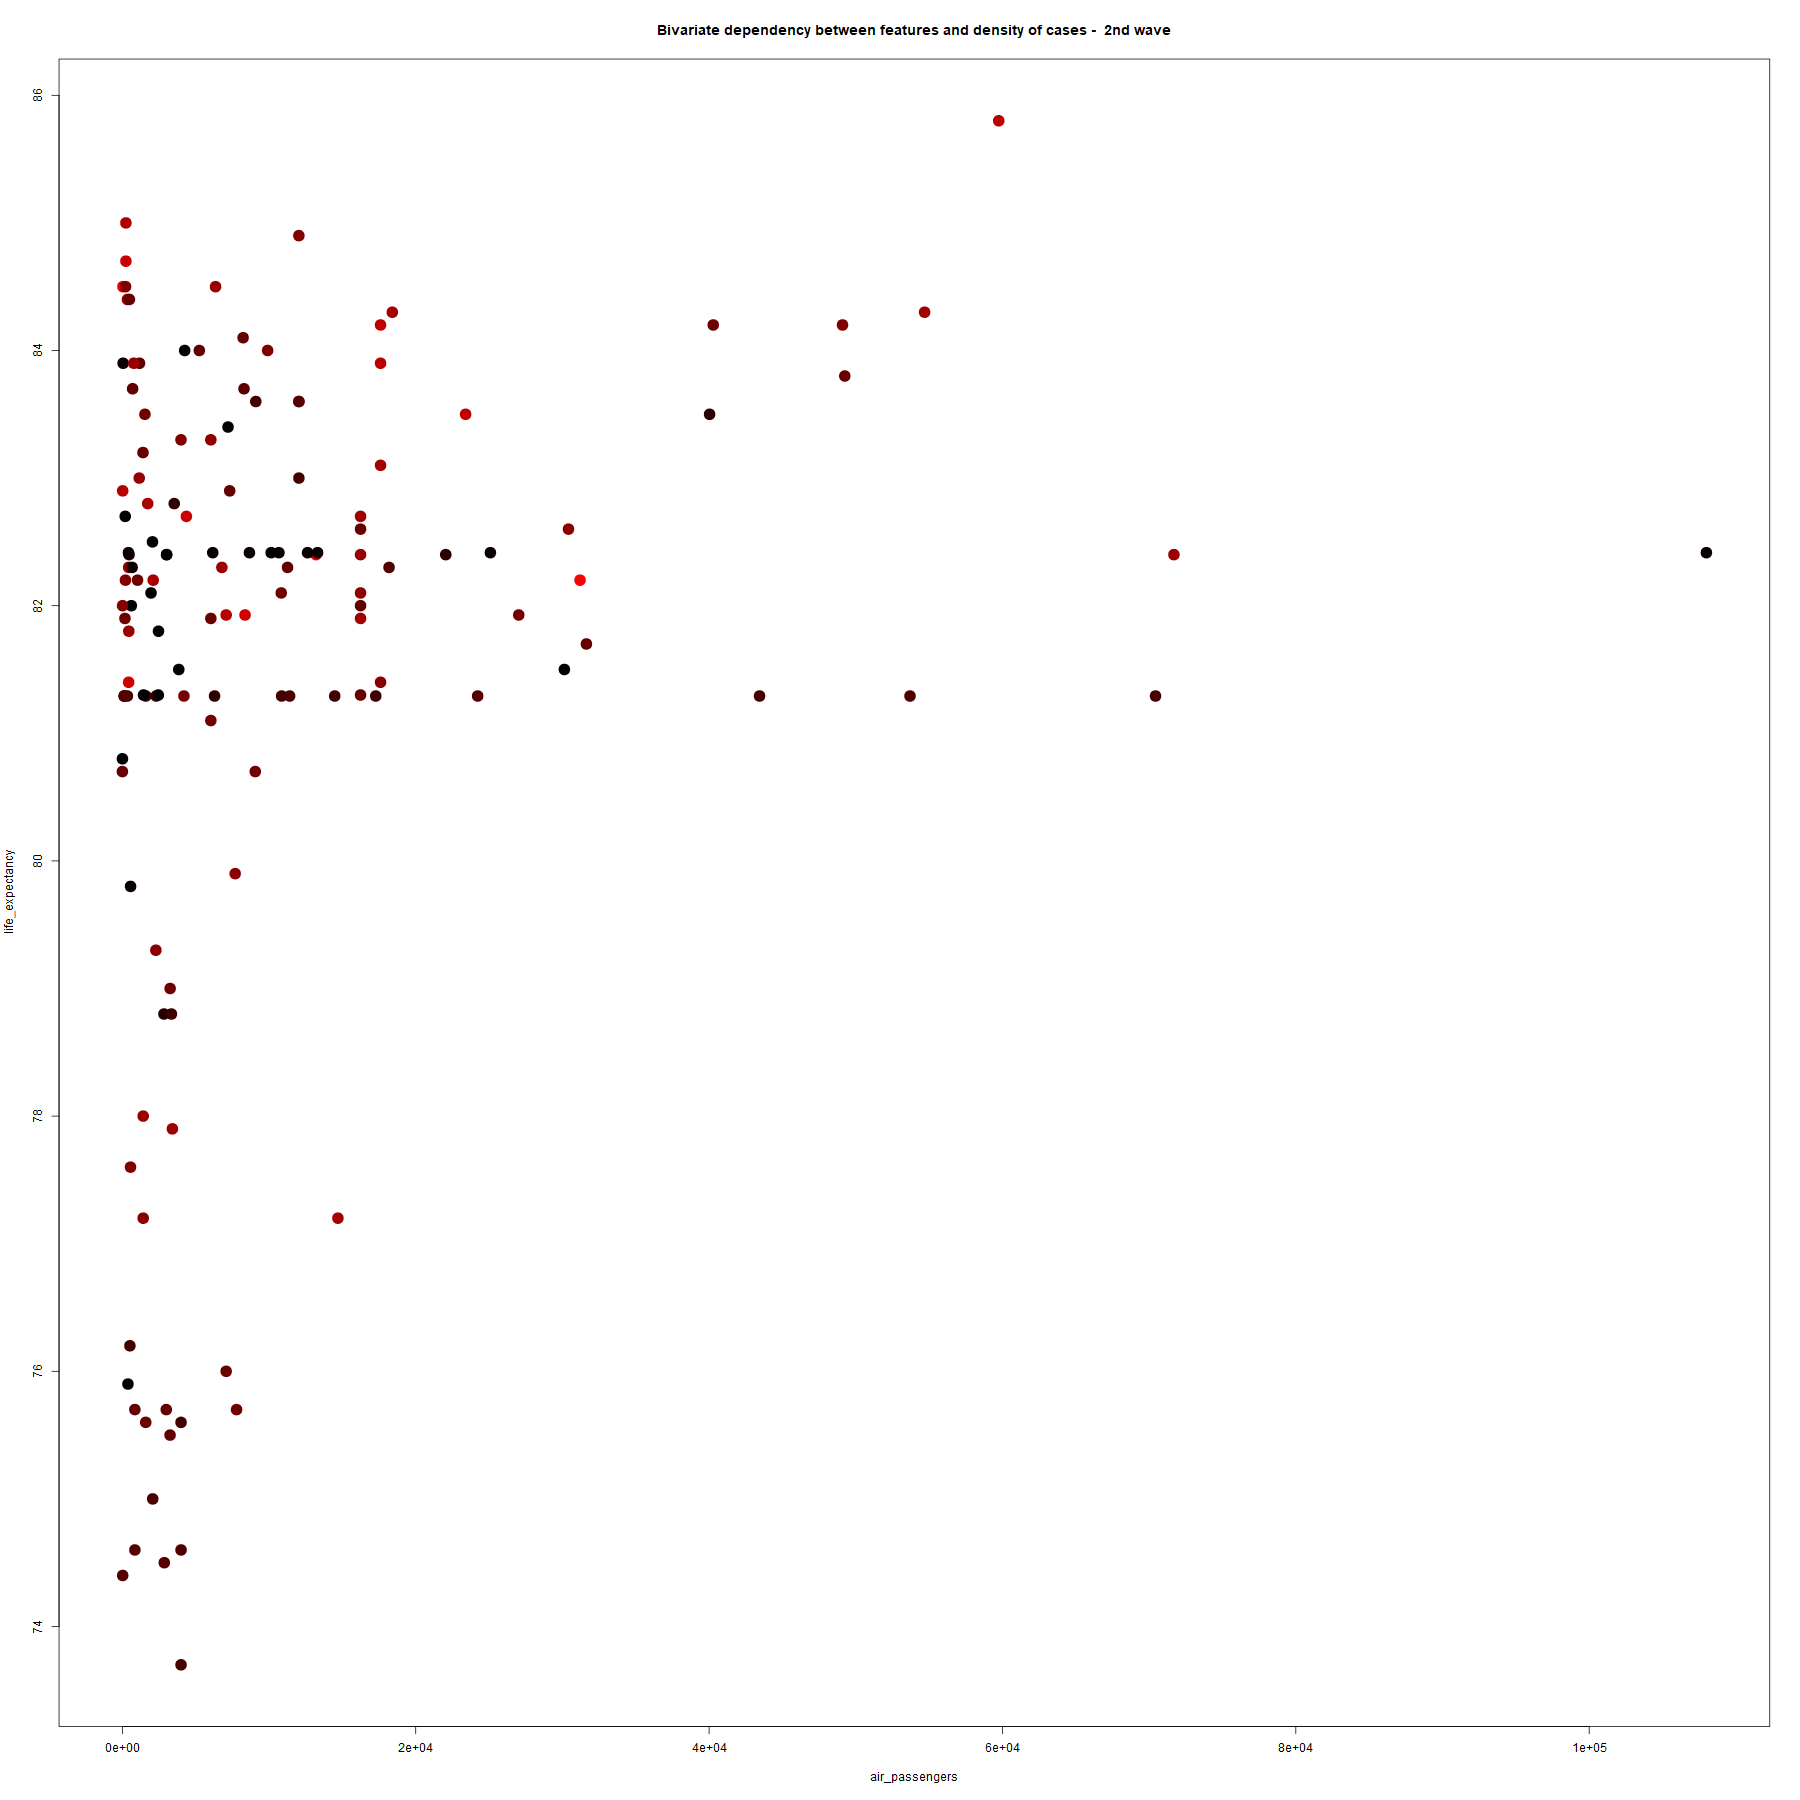 Bivariate dependency between features and density of cases -  2nd wave
86
84
82
80
78
76
74
life_expectancy
0e+00 2e+04 4e+04 6e+04 8e+04 1e+05
air_passengers